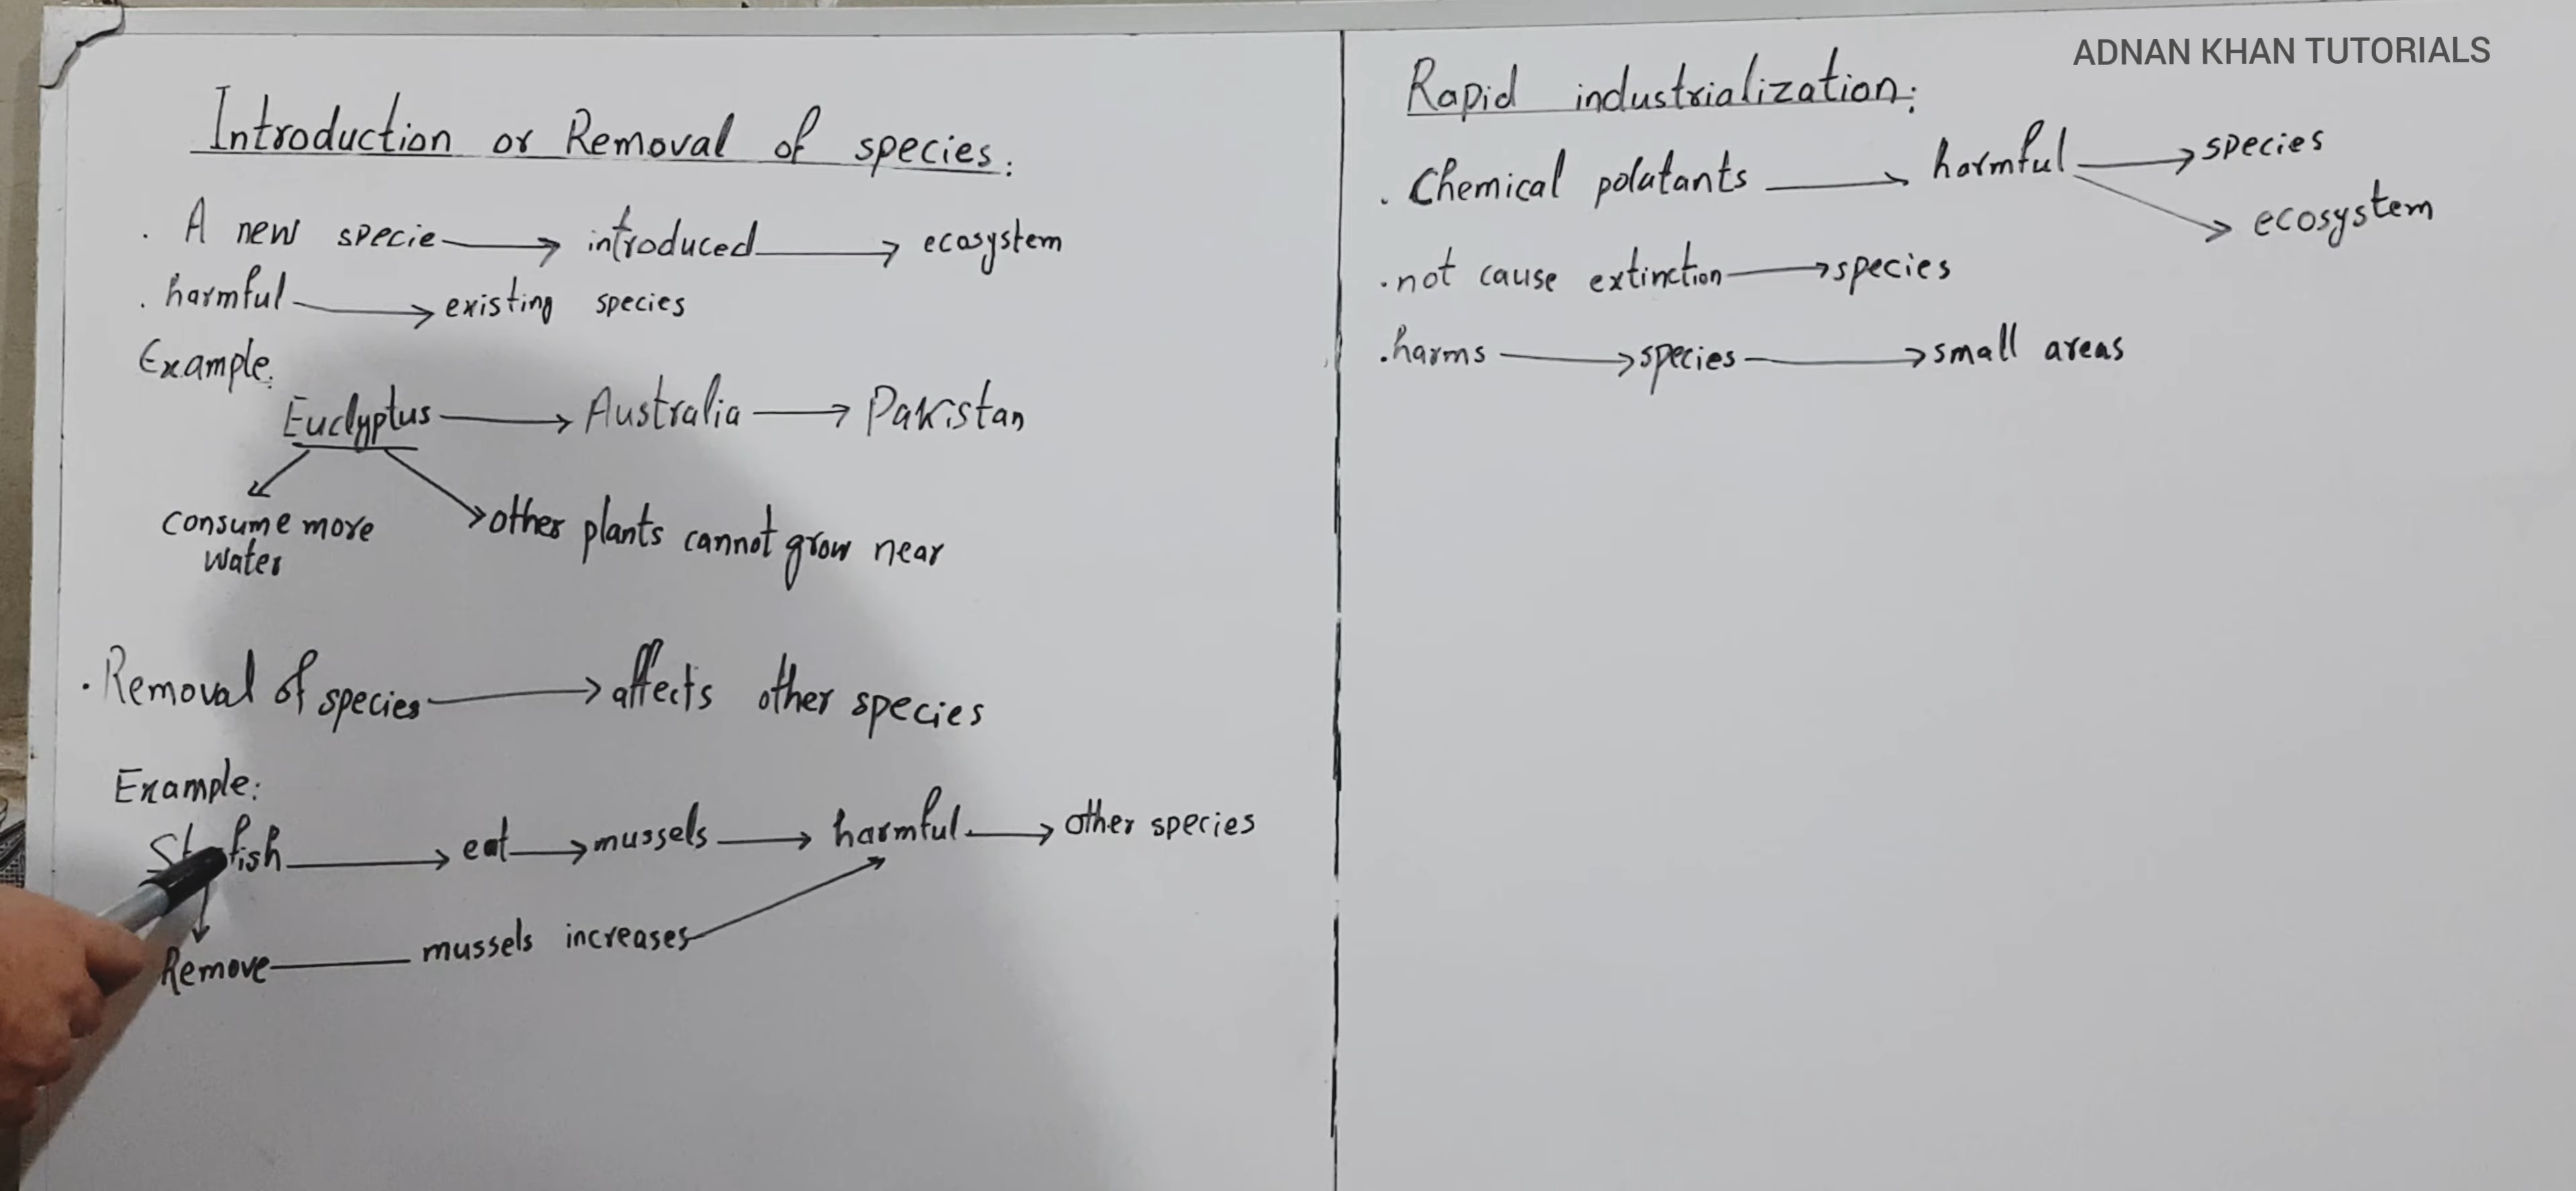 ADNAN KHAN TUTORIALS
Introduction or Removal of species:
. A new specie → introduced → ecosystem
. harmful → existing species
Example:
Euclyptus → Australia → Pakistan
consume more water
other plants cannot grow near
. Removal of species → affects other species
Example:
→ eat → mussels → harmful → other species
Remove — mussels increases
Rapid industrialization:
. Chemical polutants → harmful → species
→ ecosystem
. not cause extinction → species
. harms → species → small areas